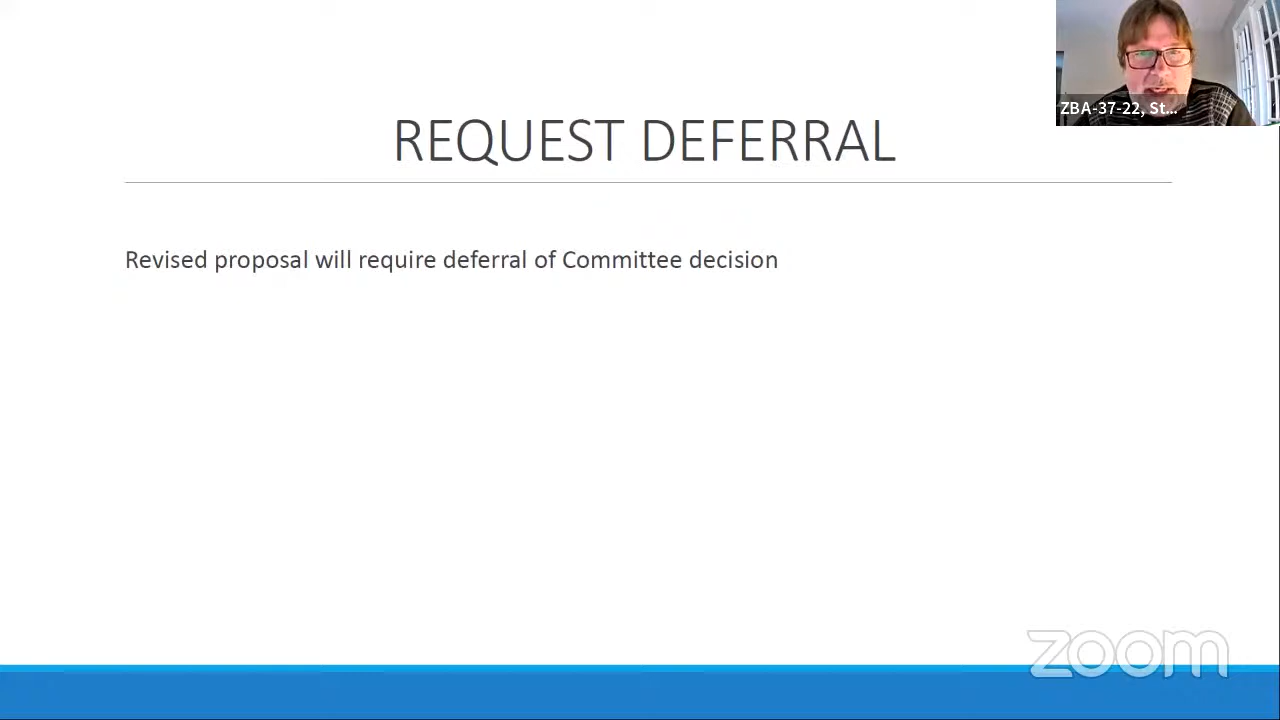 REQUEST DEFERRAL
ZBA-37-22, St...
Revised proposal will require deferral of Committee decision
zoom